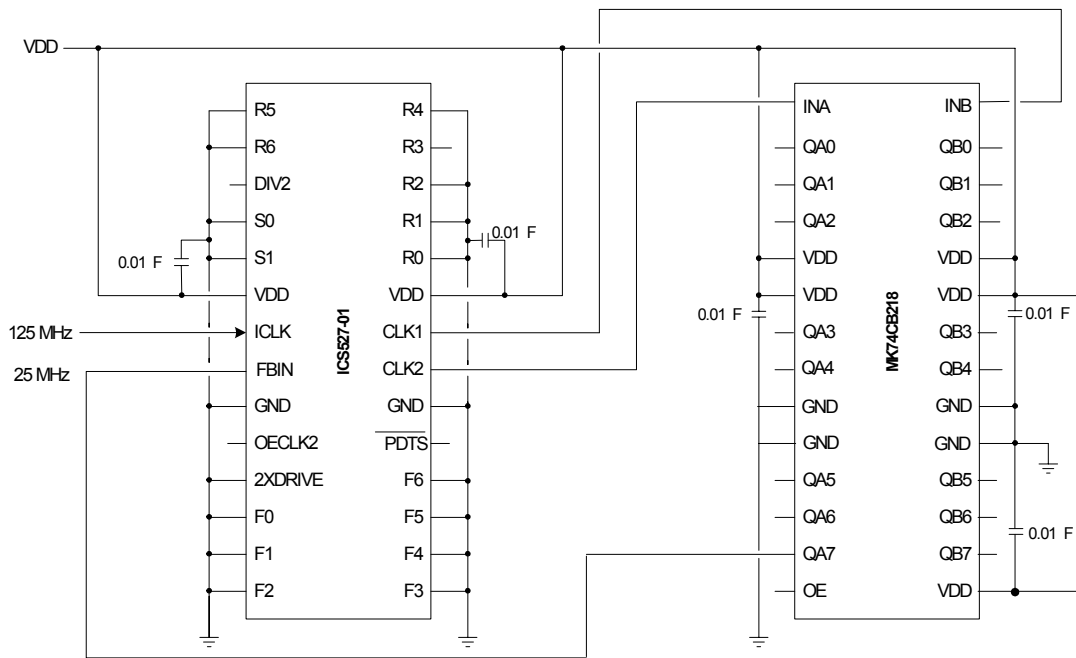 VDD
R5
R6
DIV2
S0
S1
VDD
ICLK
FBIN
GND
OECLK2
2XDRIVE
F0
F1
F2
R4
R3
R2
R1
R0
VDD
CLK1
CLK2
GND
PDTS
F6
F5
F4
F3
ICS527-01
0.01 F
0.01 F
125 MHz
25 MHz
INA
QA0
QA1
QA2
VDD
VDD
QA3
QA4
GND
GND
QA5
QA6
QA7
OE
INB
QB0
QB1
QB2
VDD
VDD
QB3
QB4
GND
GND
QB5
QB6
QB7
VDD
MK74CB218
0.01 F
0.01 F
0.01 F